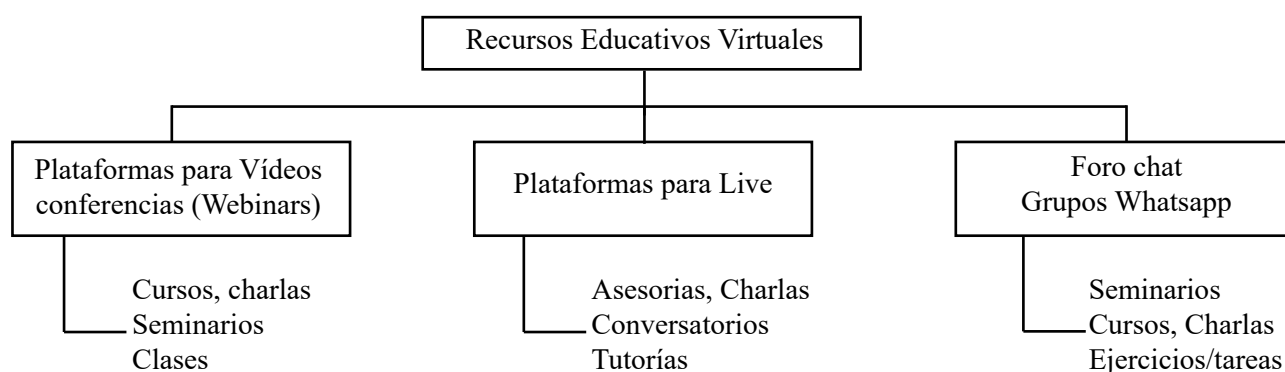 Recursos Educativos Virtuales
Plataformas para Vídeos
conferencias (Webinars)
Plataformas para Live
Foro chat
Grupos Whatsapp
Cursos, charlas
Seminarios
Clases
Asesorias, Charlas
Conversatorios
Tutorías
Seminarios
Cursos, Charlas
Ejercicios/tareas